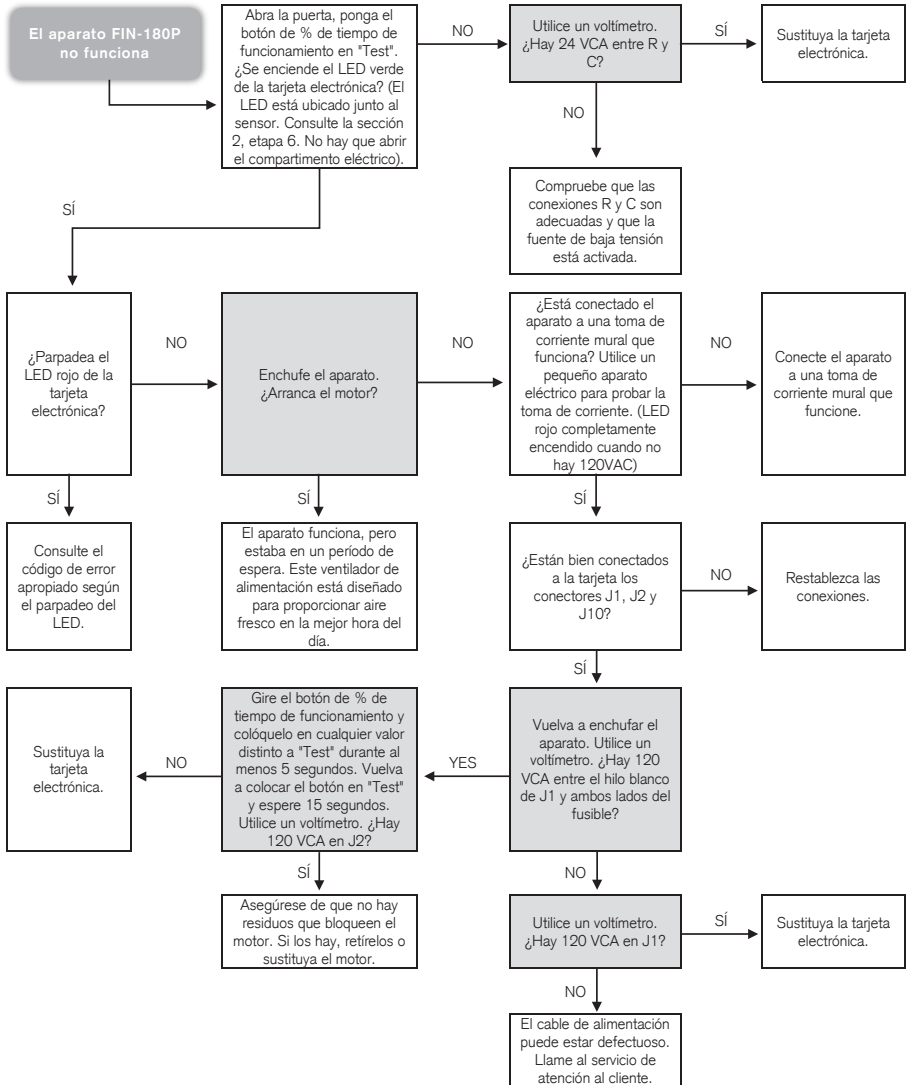 El aparato FIN-180P
no funciona
Abra la puerta, ponga el
botón de % de tiempo de
funcionamiento en "Test".
¿Se enciende el LED verde
de la tarjeta electrónica? (El
LED está ubicado junto al
sensor. Consulte la sección
2, etapa 6. No hay que abrir
el compartimento eléctrico).
NO
Utilice un voltímetro.
¿Hay 24 VCA entre R y
C?
SÍ
Sustituya la tarjeta
electrónica.
NO
Compruebe que las
conexiones R y C son
adecuadas y que la
fuente de baja tensión
está activada.
SÍ
¿Parpadea el
LED rojo de la
tarjeta
electrónica?
NO
Enchufe el aparato.
¿Arranca el motor?
NO
¿Está conectado el
aparato a una toma de
corriente mural que
funciona? Utilice un
pequeño aparato
eléctrico para probar la
toma de corriente. (LED
rojo completamente
encendido cuando no
hay 120VAC)
NO
Conecte el aparato
a una toma de
corriente mural que
funcione.
SÍ
Consulte el
código de error
apropiado según
el parpadeo del
LED.
SÍ
El aparato funciona, pero
estaba en un período de
espera. Este ventilador de
alimentación está diseñado
para proporcionar aire
fresco en la mejor hora del
día.
SÍ
¿Están bien conectados
a la tarjeta los
conectores J1, J2 y
J10?
NO
Restablezca las
conexiones.
SÍ
Vuelva a enchufar el
aparato. Utilice un
voltímetro. ¿Hay 120
VCA entre el hilo blanco
de J1 y ambos lados del
fusible?
YES
Gire el botón de % de
tiempo de funcionamiento y
colóquelo en cualquier valor
distinto a "Test" durante al
menos 5 segundos. Vuelva
a colocar el botón en "Test"
y espere 15 segundos.
Utilice un voltímetro. ¿Hay
120 VCA en J2?
NO
Sustituya la
tarjeta
electrónica.
SÍ
Asegúrese de que no hay
residuos que bloqueen el
motor. Si los hay, retírelos o
sustituya el motor.
NO
Utilice un voltímetro.
¿Hay 120 VCA en J1?
SÍ
Sustituya la tarjeta
electrónica.
NO
El cable de alimentación
puede estar defectuoso.
Llame al servicio de
atención al cliente.